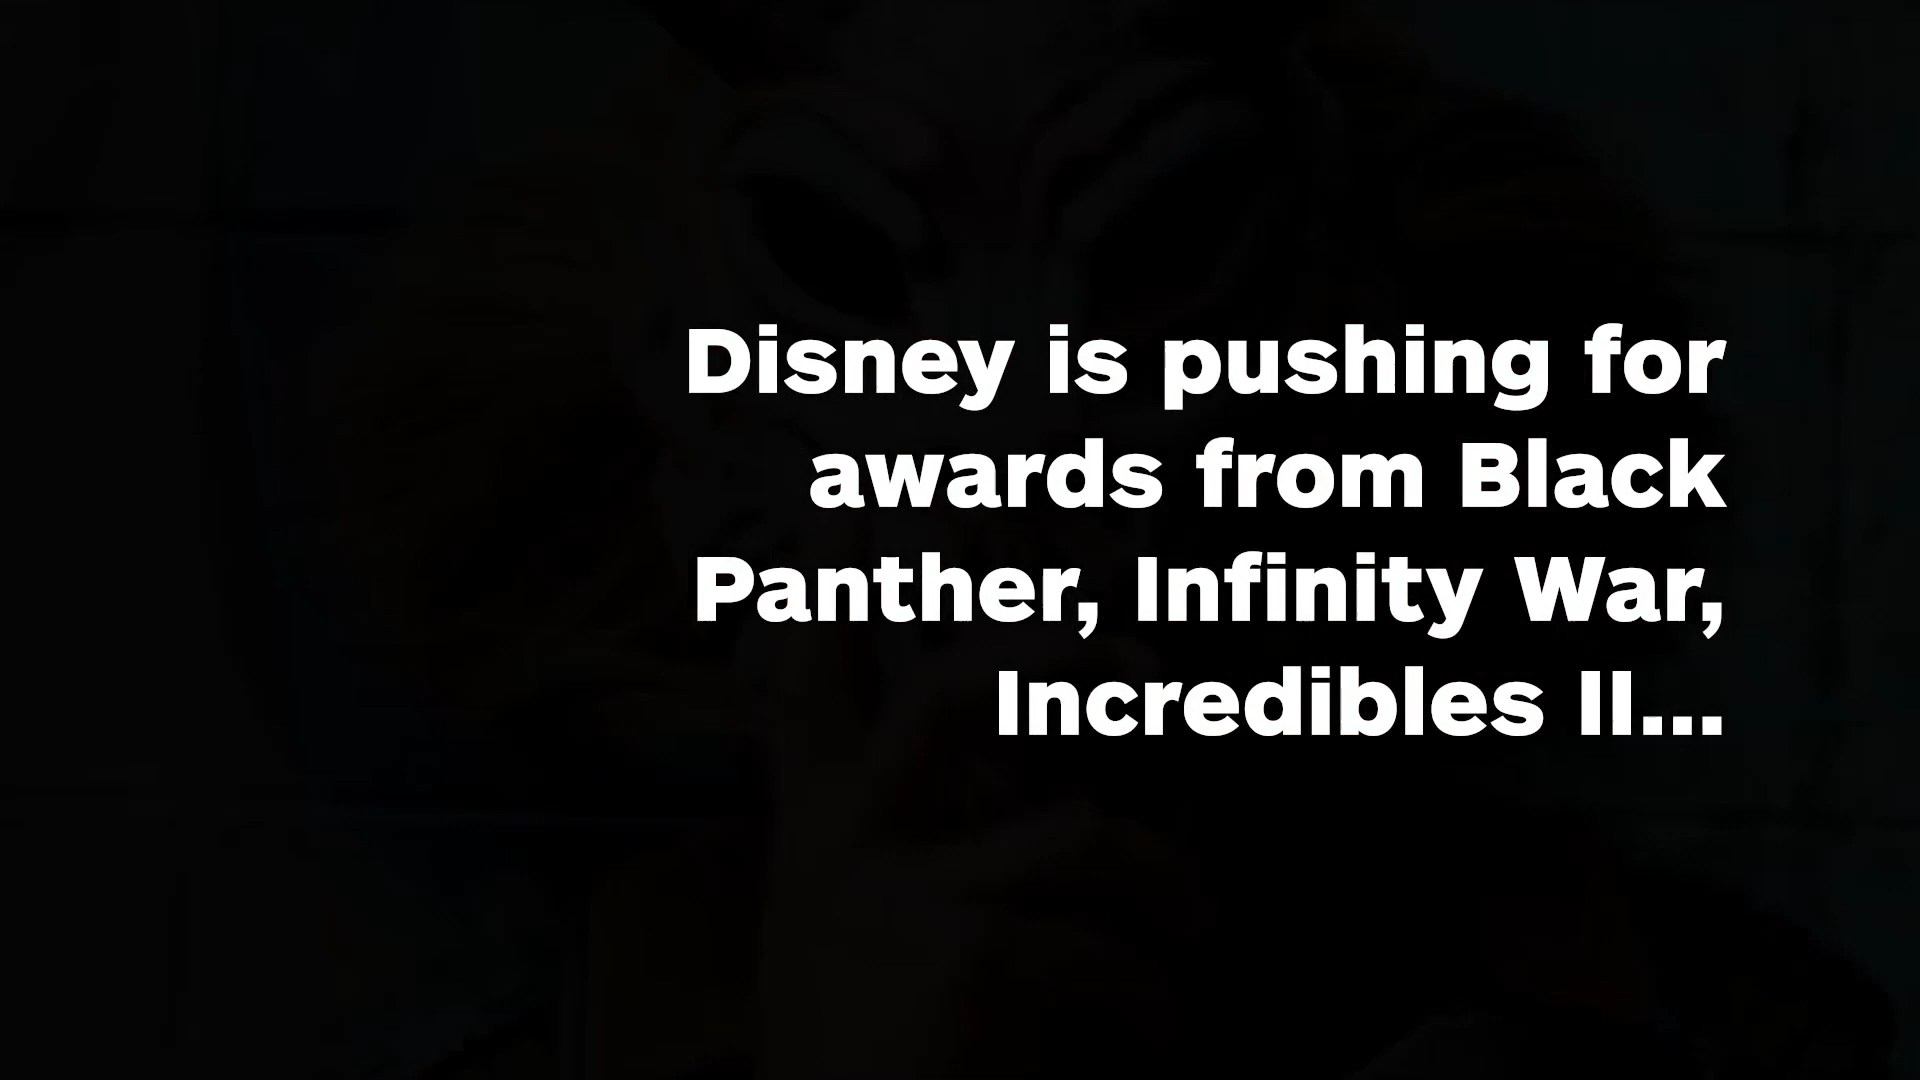 Disney is pushing for
awards from Black
Panther, Infinity War,
Incredibles II...